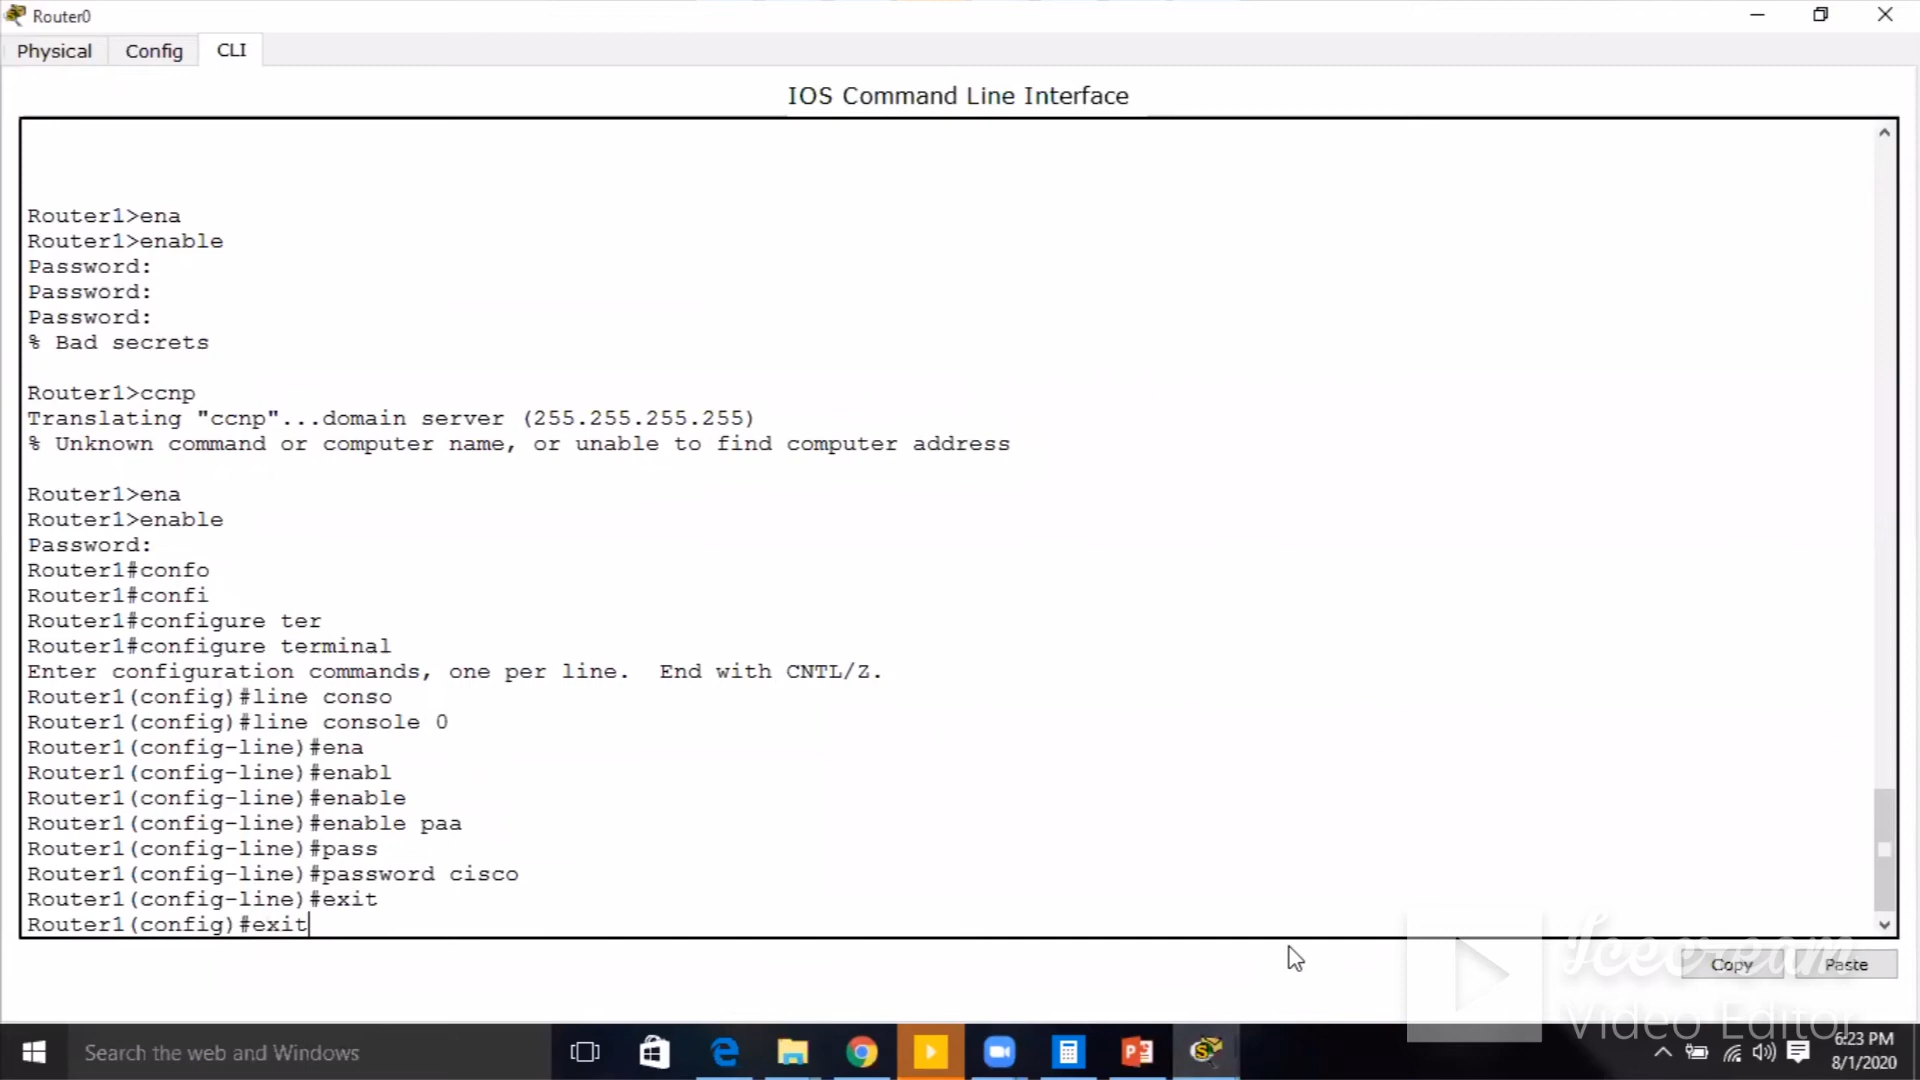 Router0
Physical
Config
CLI
IOS Command Line Interface
Router1>ena
Router1>enable
Password:
Password:
Password:
% Bad secrets
Router1>ccnp
Translating "ccnp"...domain server (255.255.255.255)
% Unknown command or computer name, or unable to find computer address
Router1>ena
Router1>enable
Password:
Router1#confo
Router1#confi
Router1#configure ter
Router1#configure terminal
Enter configuration commands, one per line.  End with CNTL/Z.
Router1(config)#line conso
Router1(config)#line console 0
Router1(config-line)#ena
Router1(config-line)#enabl
Router1(config-line)#enable
Router1(config-line)#enable paa
Router1(config-line)#pass
Router1(config-line)#password cisco
Router1(config-line)#exit
Router1(config)#exit
Copy
Paste
Icecream
Video Editor
Search the web and Windows
6:23 PM
8/1/2020